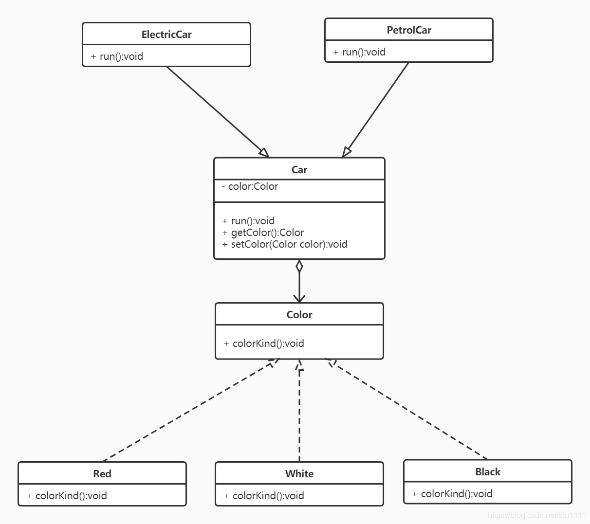 ElectricCar
+ run():void
PetrolCar
+ run():void
Car
- color:Color
+ run():void
+ getColor():Color
+ setColor(Color color):void
Color
+ colorKind():void
Red
+ colorKind():void
White
+ colorKind():void
Black
+ colorKind():void